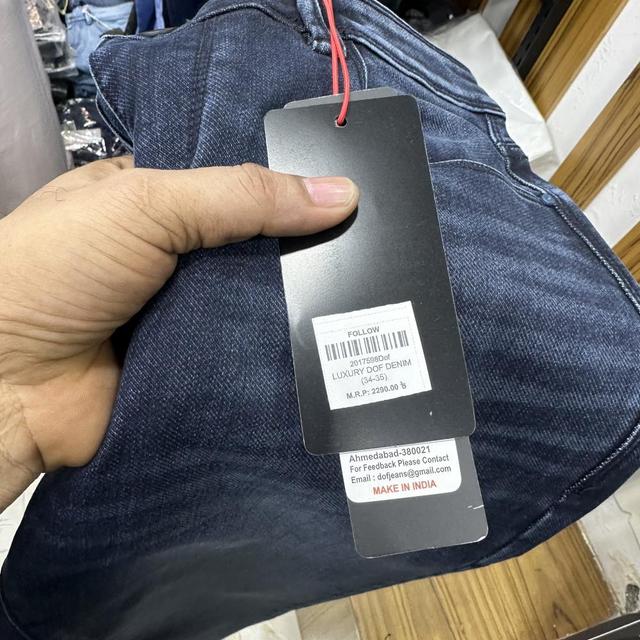 FOLLOW
2017598Dof
LUXURY DOF DENIM
(34-35)
M.R.P: 2290.00 ৳
Ahmedabad-380021
For Feedback Please Contact
Email : dofjeans@gmail.com
MAKE IN INDIA